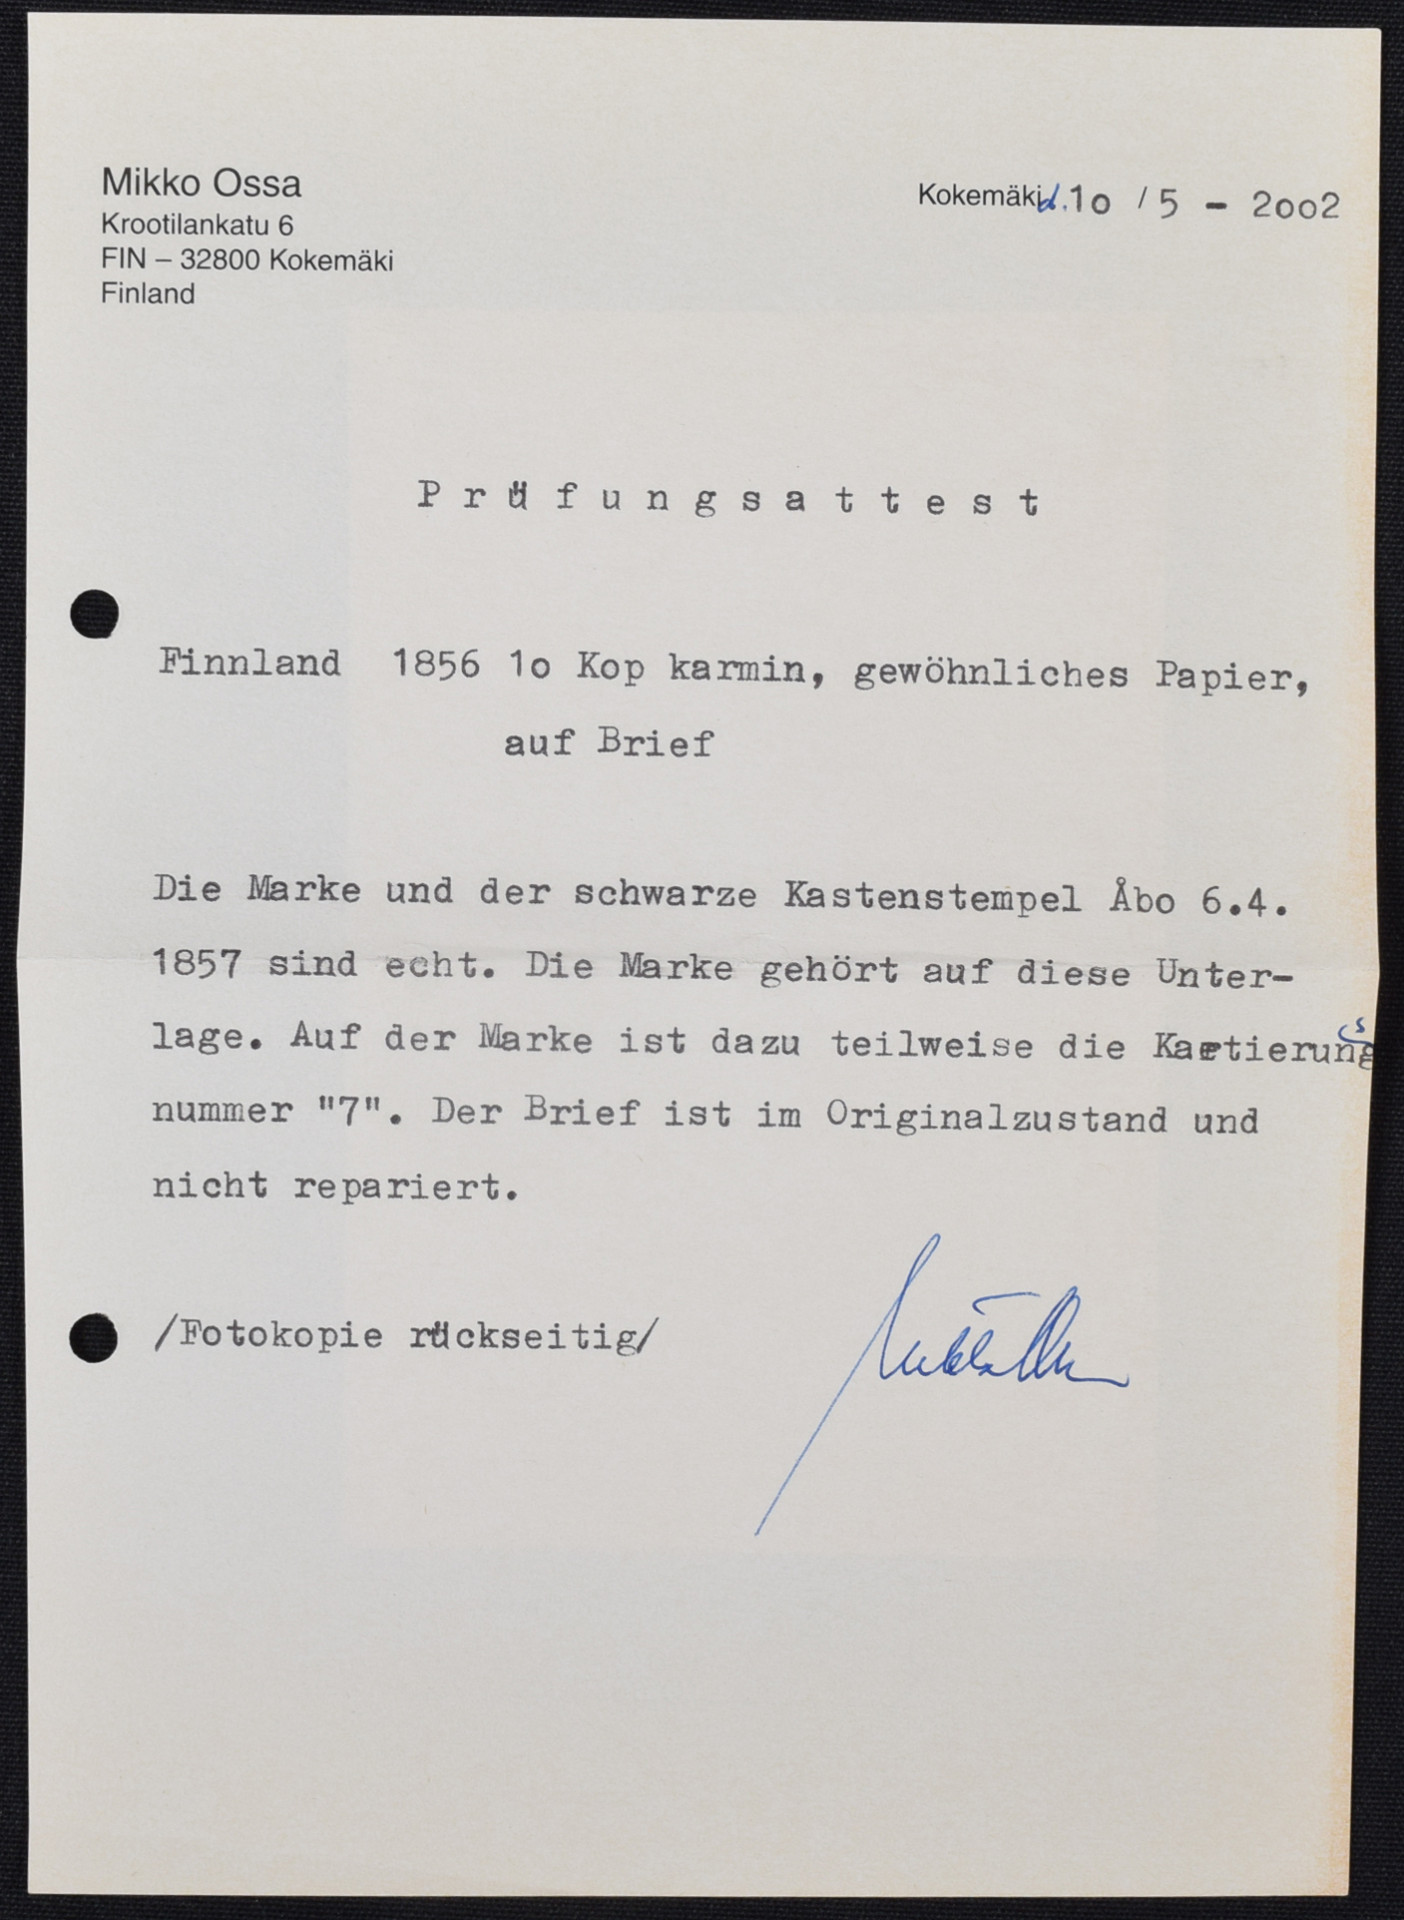 Mikko Ossa
Krootilankatu 6
FIN – 32800 Kokemäki
Finland
Kokemäki d. 1o / 5 - 2oo2
P r ü f u n g s a t t e s t
Finnland 1856 1o Kop karmin, gewöhnliches Papier,
auf Brief
Die Marke und der schwarze Kastenstempel Åbo 6.4.
1857 sind echt. Die Marke gehört auf diese Unter-
lage. Auf der Marke ist dazu teilweise die Kartierungs
nummer "7". Der Brief ist im Originalzustand und
nicht repariert.
/Fotokopie rückseitig/